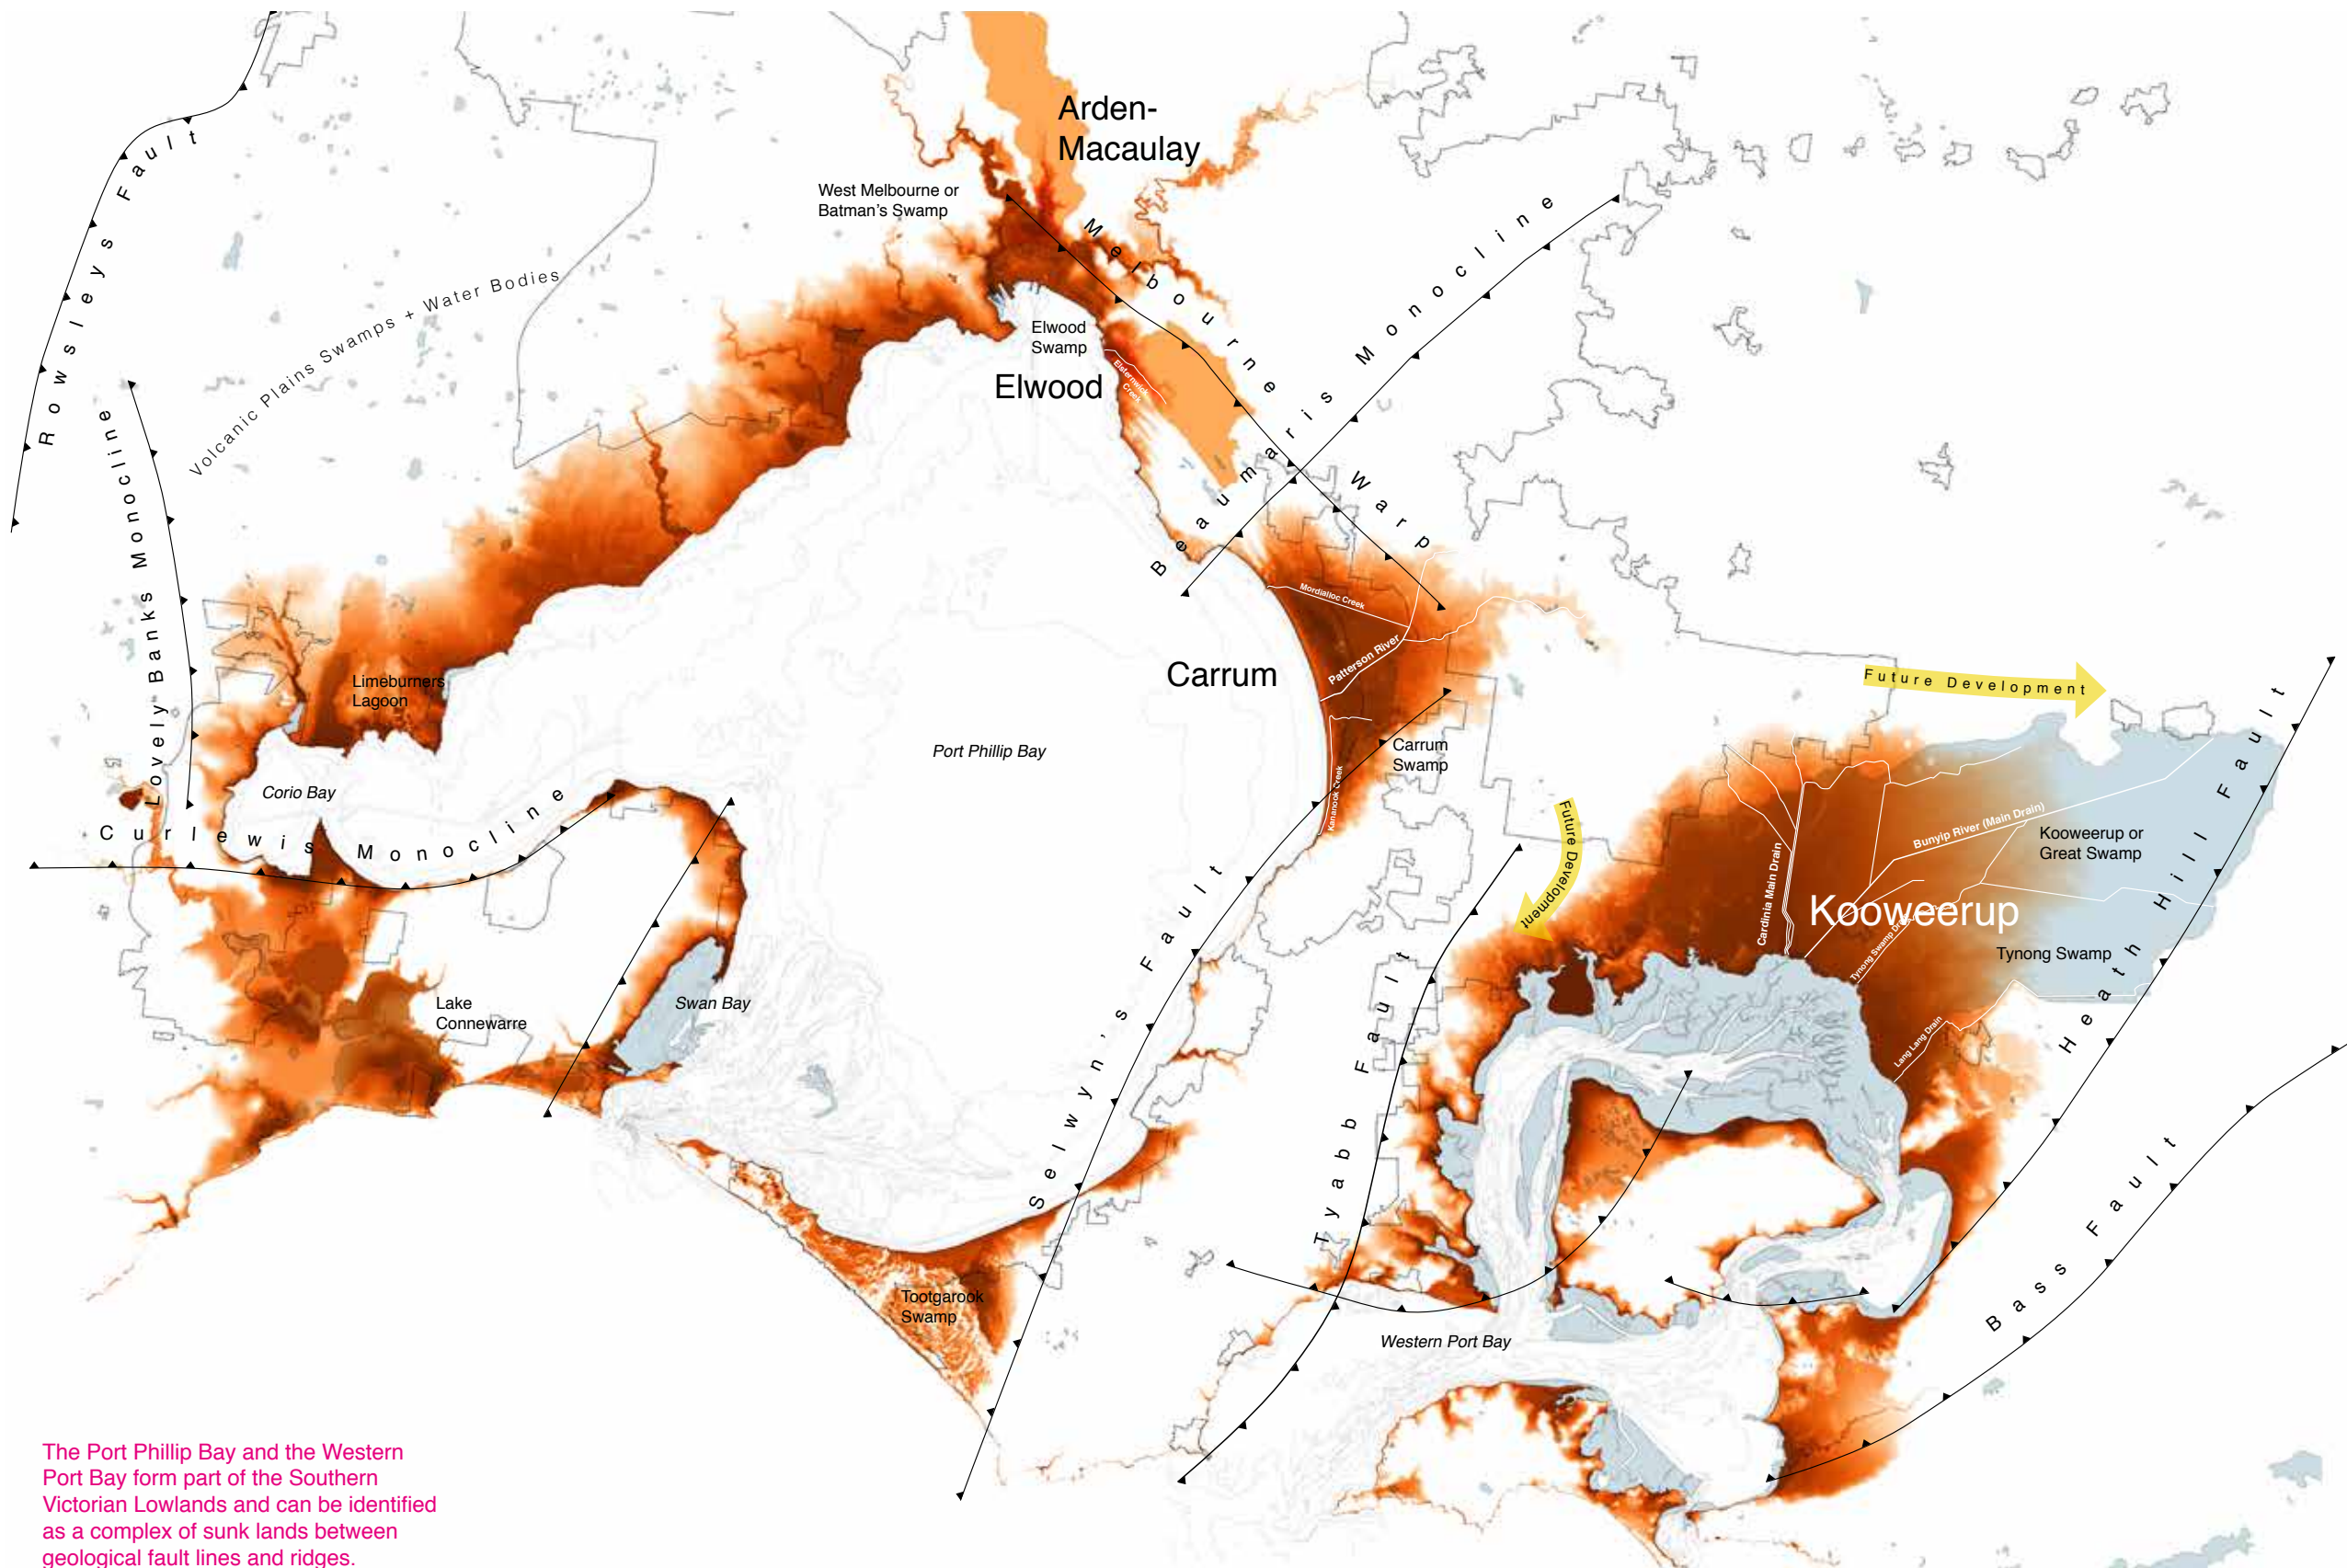 Arden-
Macaulay
West Melbourne or
Batman's Swamp
Rowsleys Fault
Volcanic Plains Swamps + Water Bodies
Melbourne Warp
Beaumaris Monocline
Elwood
Swamp
Elwood
Elsternwick
Creek
Lovely Banks Monocline
Mordialloc Creek
Patterson River
Carrum
Carrum
Swamp
Kananook Creek
Limeburners
Lagoon
Port Phillip Bay
Corio Bay
Curlewis Monocline
Future Development
Future Development
Heath Hill Fault
Bunyip River (Main Drain)
Kooweerup or
Great Swamp
Cardinia Main Drain
Kooweerup
Tynong Swamp
Lang Lang Drain
Lake
Connewarre
Swan Bay
Selwyn's Fault
Tyabb Fault
Bass Fault
Tootgarook
Swamp
Western Port Bay
The Port Phillip Bay and the Western
Port Bay form part of the Southern
Victorian Lowlands and can be identified
as a complex of sunk lands between
geological fault lines and ridges.